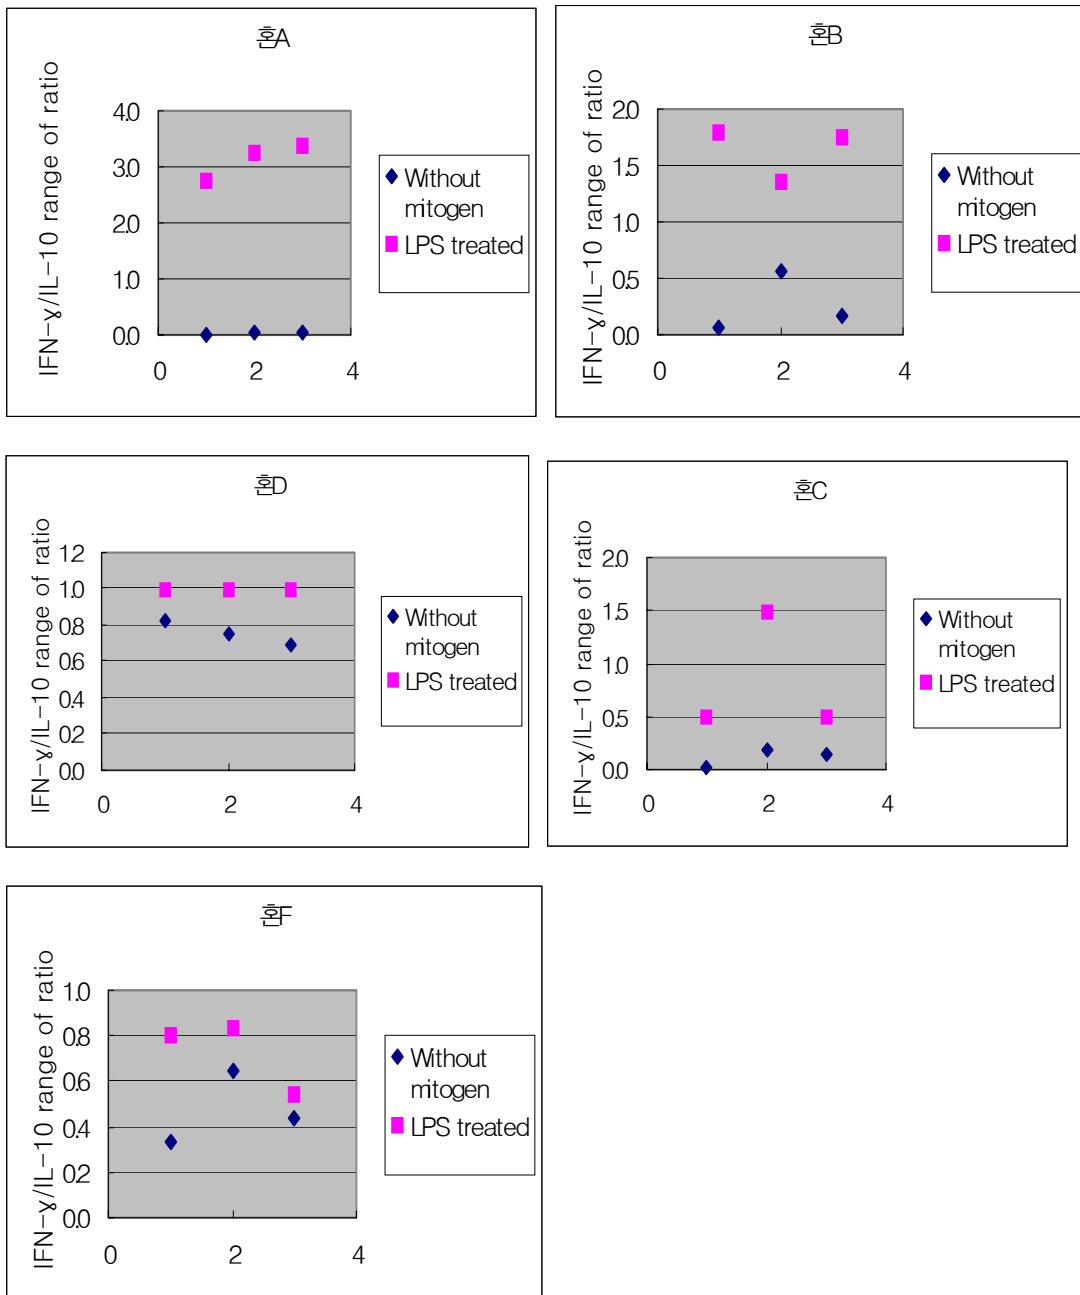 혼A
IFN-γ/IL-10 range of ratio
4.0
3.0
2.0
1.0
0.0
0
2
4
Without
mitogen
LPS treated
혼B
IFN-γ/IL-10 range of ratio
2.0
1.5
1.0
0.5
0.0
0
2
4
Without
mitogen
LPS treated
혼D
IFN-γ/IL-10 range of ratio
1.2
1.0
0.8
0.6
0.4
0.2
0.0
0
2
4
Without
mitogen
LPS treated
혼C
IFN-γ/IL-10 range of ratio
2.0
1.5
1.0
0.5
0.0
0
2
4
Without
mitogen
LPS treated
혼F
IFN-γ/IL-10 range of ratio
1.0
0.8
0.6
0.4
0.2
0.0
0
2
4
Without
mitogen
LPS treated